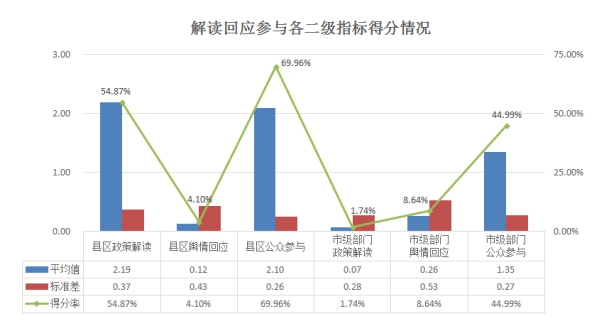 解读回应参与各二级指标得分情况
3.00 75.00%
69.96%
54.87%
2.00 50.00%
44.99%
1.00 25.00%
4.10% 1.74% 8.64%
0.00 0.00%
县区政策解读 县区舆情回应 县区公众参与 市级部门 市级部门 市级部门
政策解读 舆情回应 公众参与
平均值 2.19 0.12 2.10 0.07 0.26 1.35
标准差 0.37 0.43 0.26 0.28 0.53 0.27
得分率 54.87% 4.10% 69.96% 1.74% 8.64% 44.99%